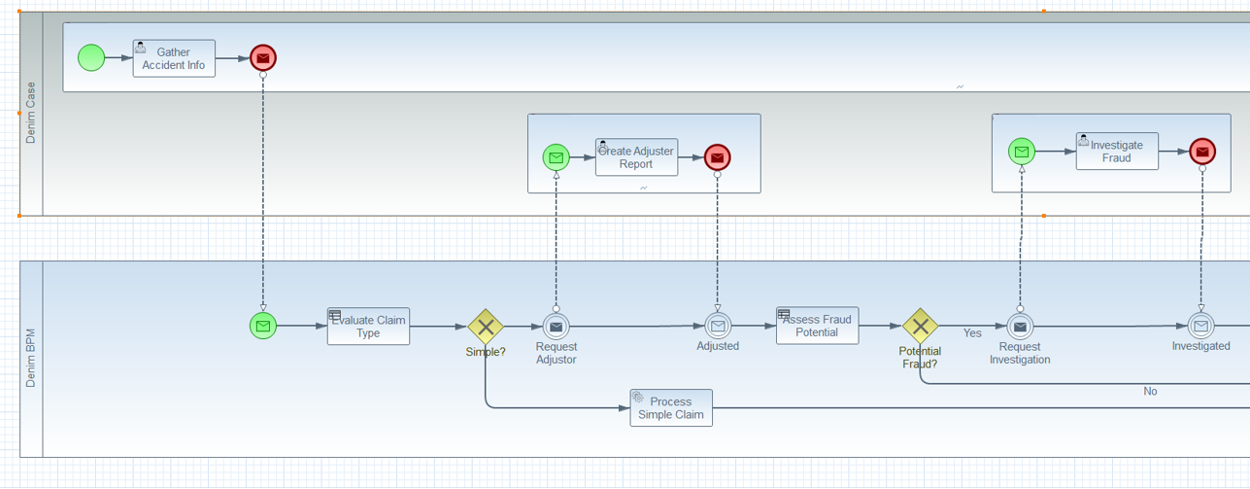 Denim Case
Gather
Accident Info
Create Adjuster
Report
Investigate
Fraud
Denim BPM
Evaluate Claim
Type
Simple?
Request
Adjustor
Adjusted
Assess Fraud
Potential
Potential
Fraud?
Yes
Request
Investigation
Investigated
No
Process
Simple Claim